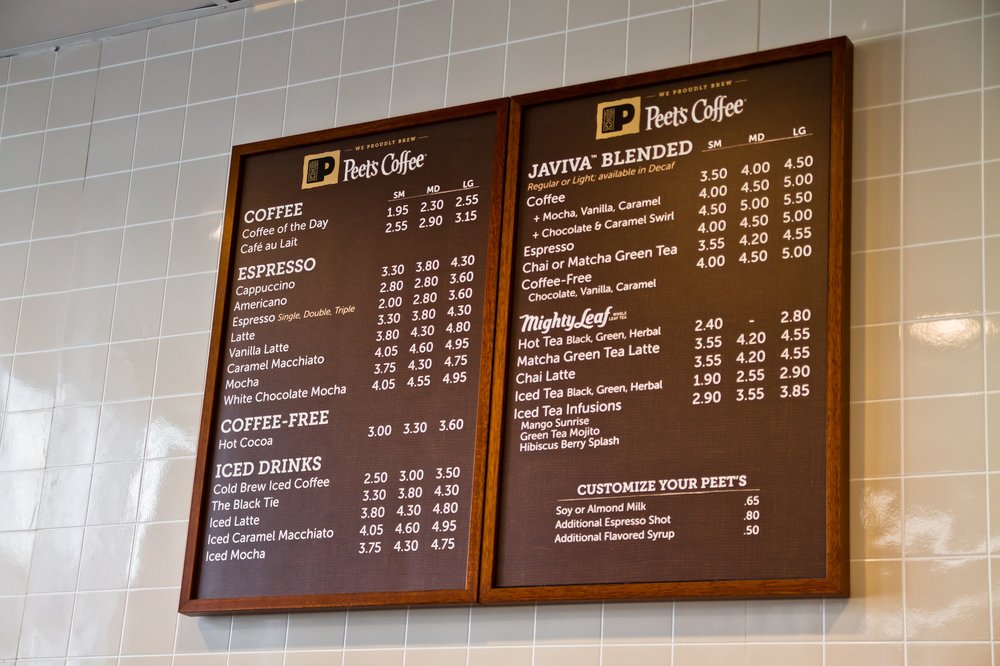 WE PROUDLY BREW
P Peet's Coffee™
SM MD LG
COFFEE
Coffee of the Day 1.95 2.30 2.55
Café au Lait 2.55 2.90 3.15
ESPRESSO
Cappuccino 3.30 3.80 4.30
Americano 2.80 2.80 3.60
Espresso Single, Double, Triple 2.00 2.80 3.60
Latte 3.30 3.80 4.30
Vanilla Latte 3.80 4.30 4.80
Caramel Macchiato 4.05 4.60 4.95
Mocha 3.75 4.30 4.75
White Chocolate Mocha 4.05 4.55 4.95
COFFEE-FREE
Hot Cocoa 3.00 3.30 3.60
ICED DRINKS
Cold Brew Iced Coffee 2.50 3.00 3.50
The Black Tie 3.30 3.80 4.30
Iced Latte 3.80 4.30 4.80
Iced Caramel Macchiato 4.05 4.60 4.95
Iced Mocha 3.75 4.30 4.75
WE PROUDLY BREW
P Peet's Coffee™
JAVIVA™ BLENDED SM MD LG
Regular or Light; available in Decaf
Coffee 3.50 4.00 4.50
+ Mocha, Vanilla, Caramel 4.00 4.50 5.00
+ Chocolate & Caramel Swirl 4.50 5.00 5.50
Espresso 4.00 4.50 5.00
Chai or Matcha Green Tea 3.55 4.20 4.55
Coffee-Free 4.00 4.50 5.00
Chocolate, Vanilla, Caramel
Mighty Leaf WHOLE LEAF TEA
Hot Tea Black, Green, Herbal 2.40 - 2.80
Matcha Green Tea Latte 3.55 4.20 4.55
Chai Latte 3.55 4.20 4.55
Iced Tea Black, Green, Herbal 1.90 2.55 2.90
Iced Tea Infusions 2.90 3.55 3.85
Mango Sunrise
Green Tea Mojito
Hibiscus Berry Splash
CUSTOMIZE YOUR PEET'S
Soy or Almond Milk .65
Additional Espresso Shot .80
Additional Flavored Syrup .50